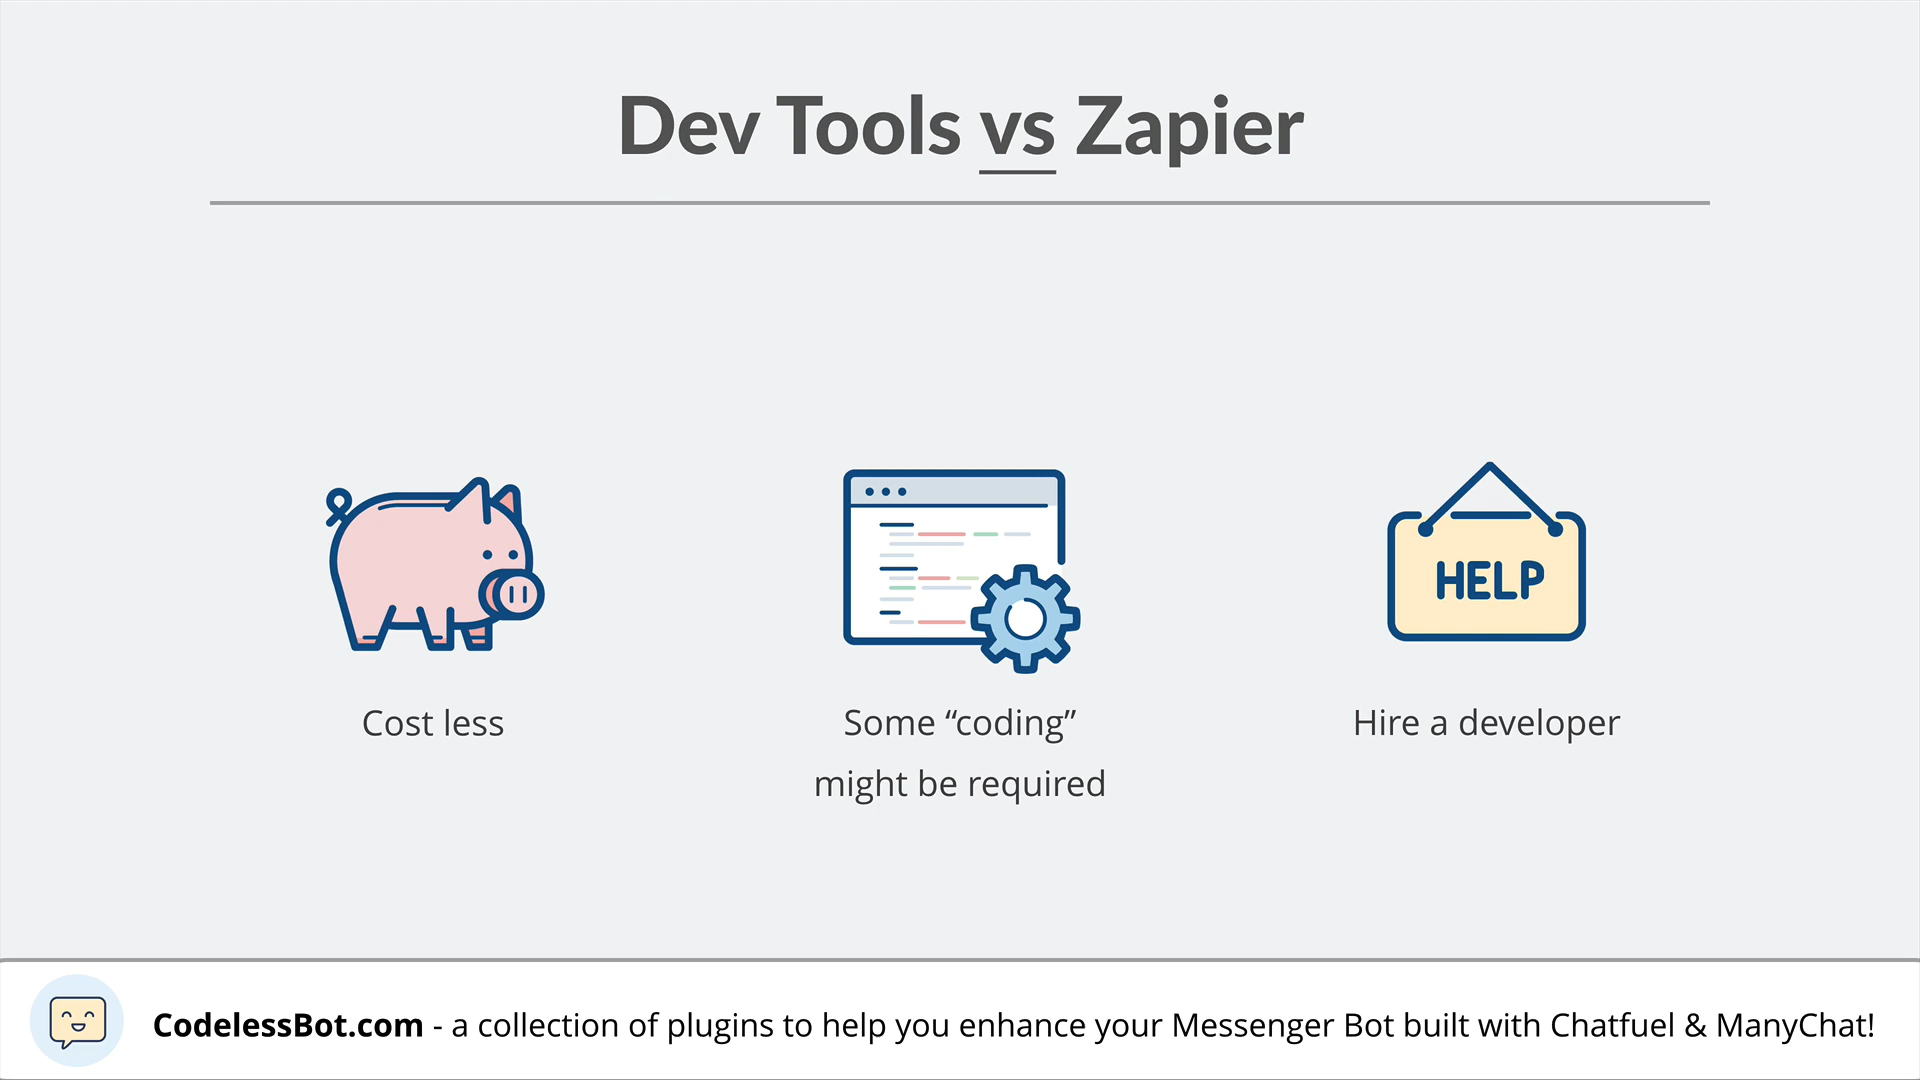 Dev Tools vs Zapier
HELP
Cost less
Some “coding”
might be required
Hire a developer
CodelessBot.com - a collection of plugins to help you enhance your Messenger Bot built with Chatfuel & ManyChat!